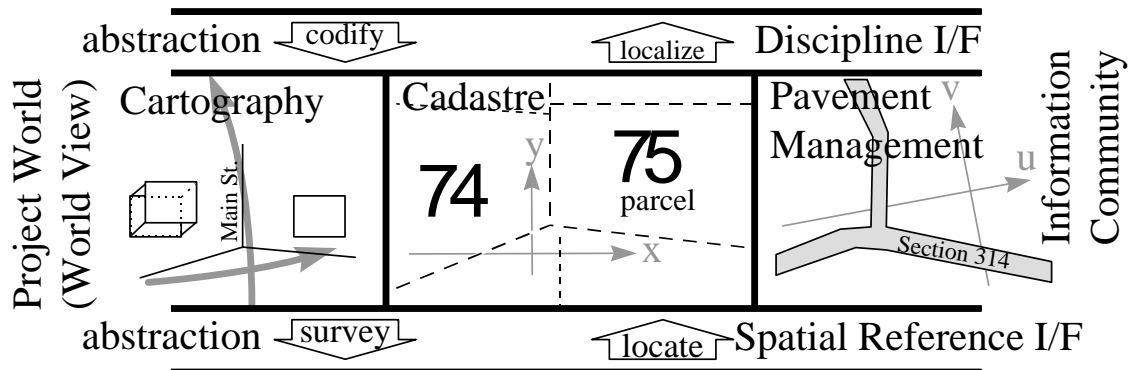 abstraction codify localize Discipline I/F
Project World
(World View)
Cartography
Main St.
Cadastre
74
y
75
parcel
x
Pavement
Management
v
u
Section 314
Information
Community
abstraction survey locate Spatial Reference I/F